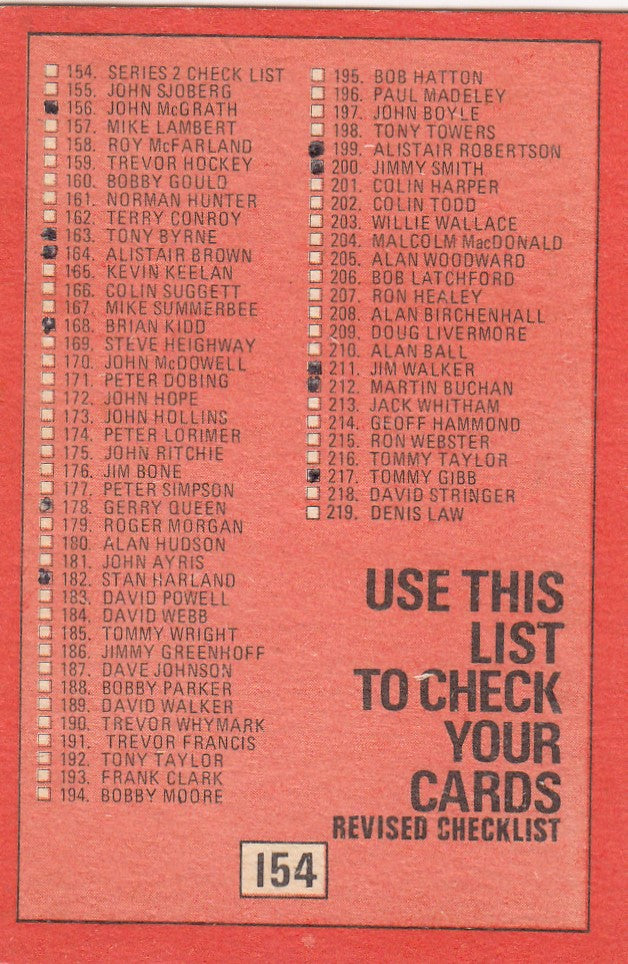 154. SERIES 2 CHECK LIST
155. JOHN SJOBERG
156. JOHN McGRATH
157. MIKE LAMBERT
158. ROY McFARLAND
159. TREVOR HOCKEY
160. BOBBY GOULD
161. NORMAN HUNTER
162. TERRY CONROY
163. TONY BYRNE
164. ALISTAIR BROWN
165. KEVIN KEELAN
166. COLIN SUGGETT
167. MIKE SUMMERBEE
168. BRIAN KIDD
169. STEVE HEIGHWAY
170. JOHN McDOWELL
171. PETER DOBING
172. JOHN HOPE
173. JOHN HOLLINS
174. PETER LORIMER
175. JOHN RITCHIE
176. JIM BONE
177. PETER SIMPSON
178. GERRY QUEEN
179. ROGER MORGAN
180. ALAN HUDSON
181. JOHN AYRIS
182. STAN HARLAND
183. DAVID POWELL
184. DAVID WEBB
185. TOMMY WRIGHT
186. JIMMY GREENHOFF
187. DAVE JOHNSON
188. BOBBY PARKER
189. DAVID WALKER
190. TREVOR WHYMARK
191. TREVOR FRANCIS
192. TONY TAYLOR
193. FRANK CLARK
194. BOBBY MOORE
195. BOB HATTON
196. PAUL MADELEY
197. JOHN BOYLE
198. TONY TOWERS
199. ALISTAIR ROBERTSON
200. JIMMY SMITH
201. COLIN HARPER
202. COLIN TODD
203. WILLIE WALLACE
204. MALCOLM MacDONALD
205. ALAN WOODWARD
206. BOB LATCHFORD
207. RON HEALEY
208. ALAN BIRCHENHALL
209. DOUG LIVERMORE
210. ALAN BALL
211. JIM WALKER
212. MARTIN BUCHAN
213. JACK WHITHAM
214. GEOFF HAMMOND
215. RON WEBSTER
216. TOMMY TAYLOR
217. TOMMY GIBB
218. DAVID STRINGER
219. DENIS LAW
USE THIS
LIST
TO CHECK
YOUR
CARDS
REVISED CHECKLIST
154